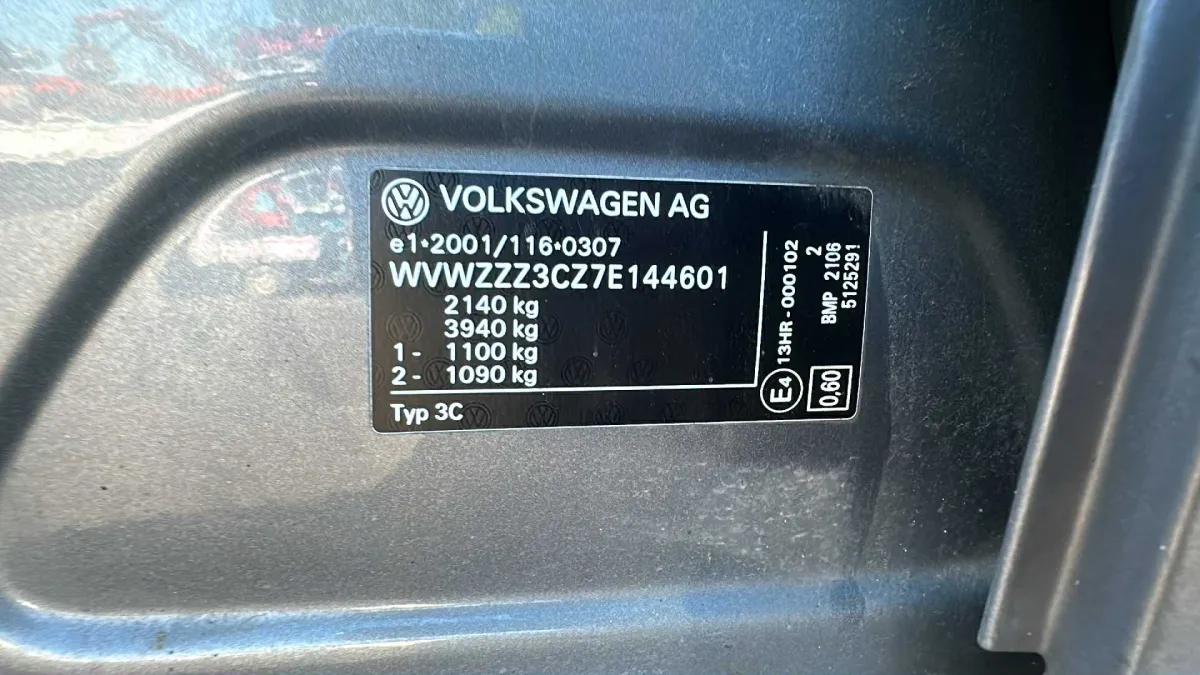 VOLKSWAGEN AG
e1*2001/116*0307
WVWZZZ3CZ7E144601
2140 kg
3940 kg
1- 1100 kg
2- 1090 kg
Typ 3C
E4 13HR-000102
2
BMP 2106
5125291
0,60